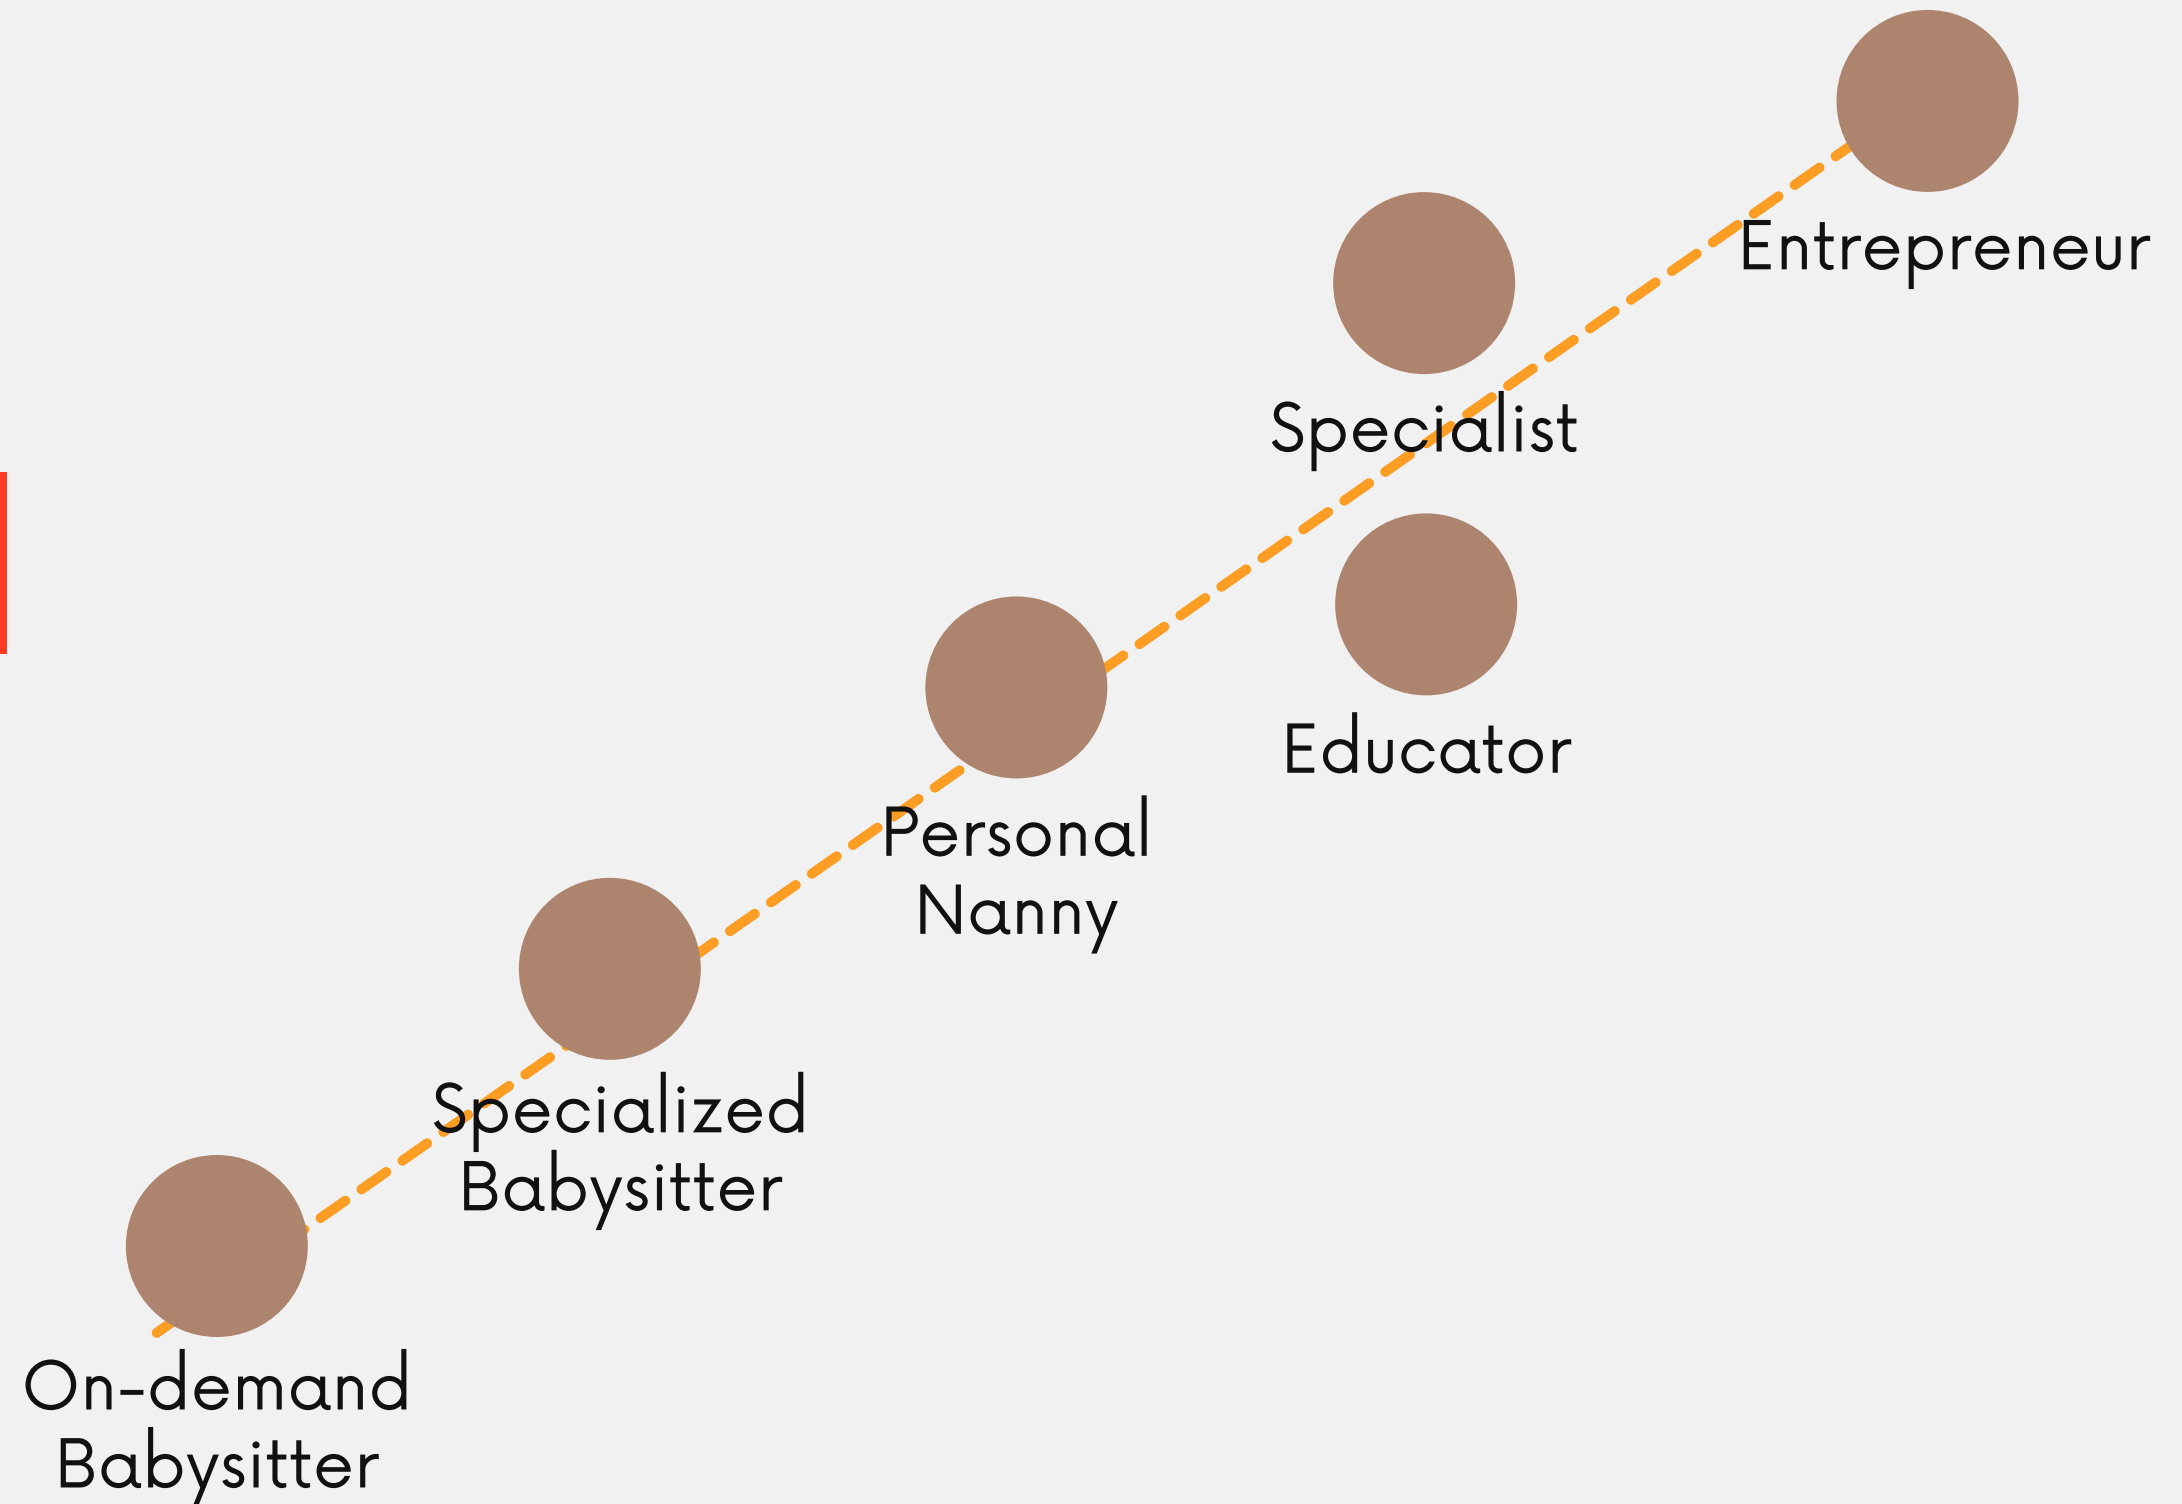 Entrepreneur
Specialist
Educator
Personal
Nanny
Specialized
Babysitter
On-demand
Babysitter